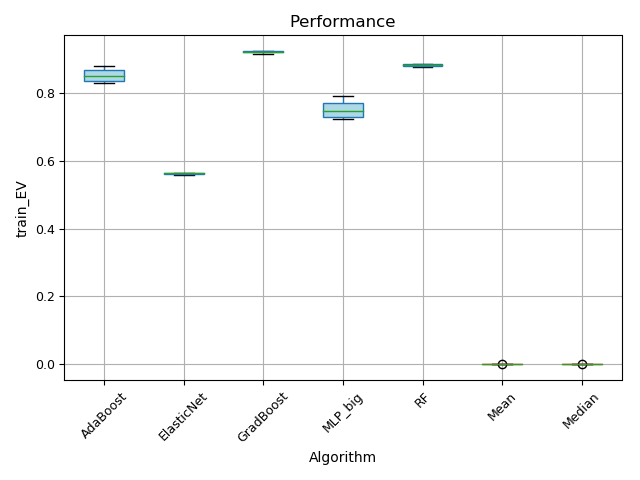 Performance
train_EV
0.8
0.6
0.4
0.2
0.0
AdaBoost
ElasticNet
GradBoost
MLP_big
RF
Mean
Median
Algorithm